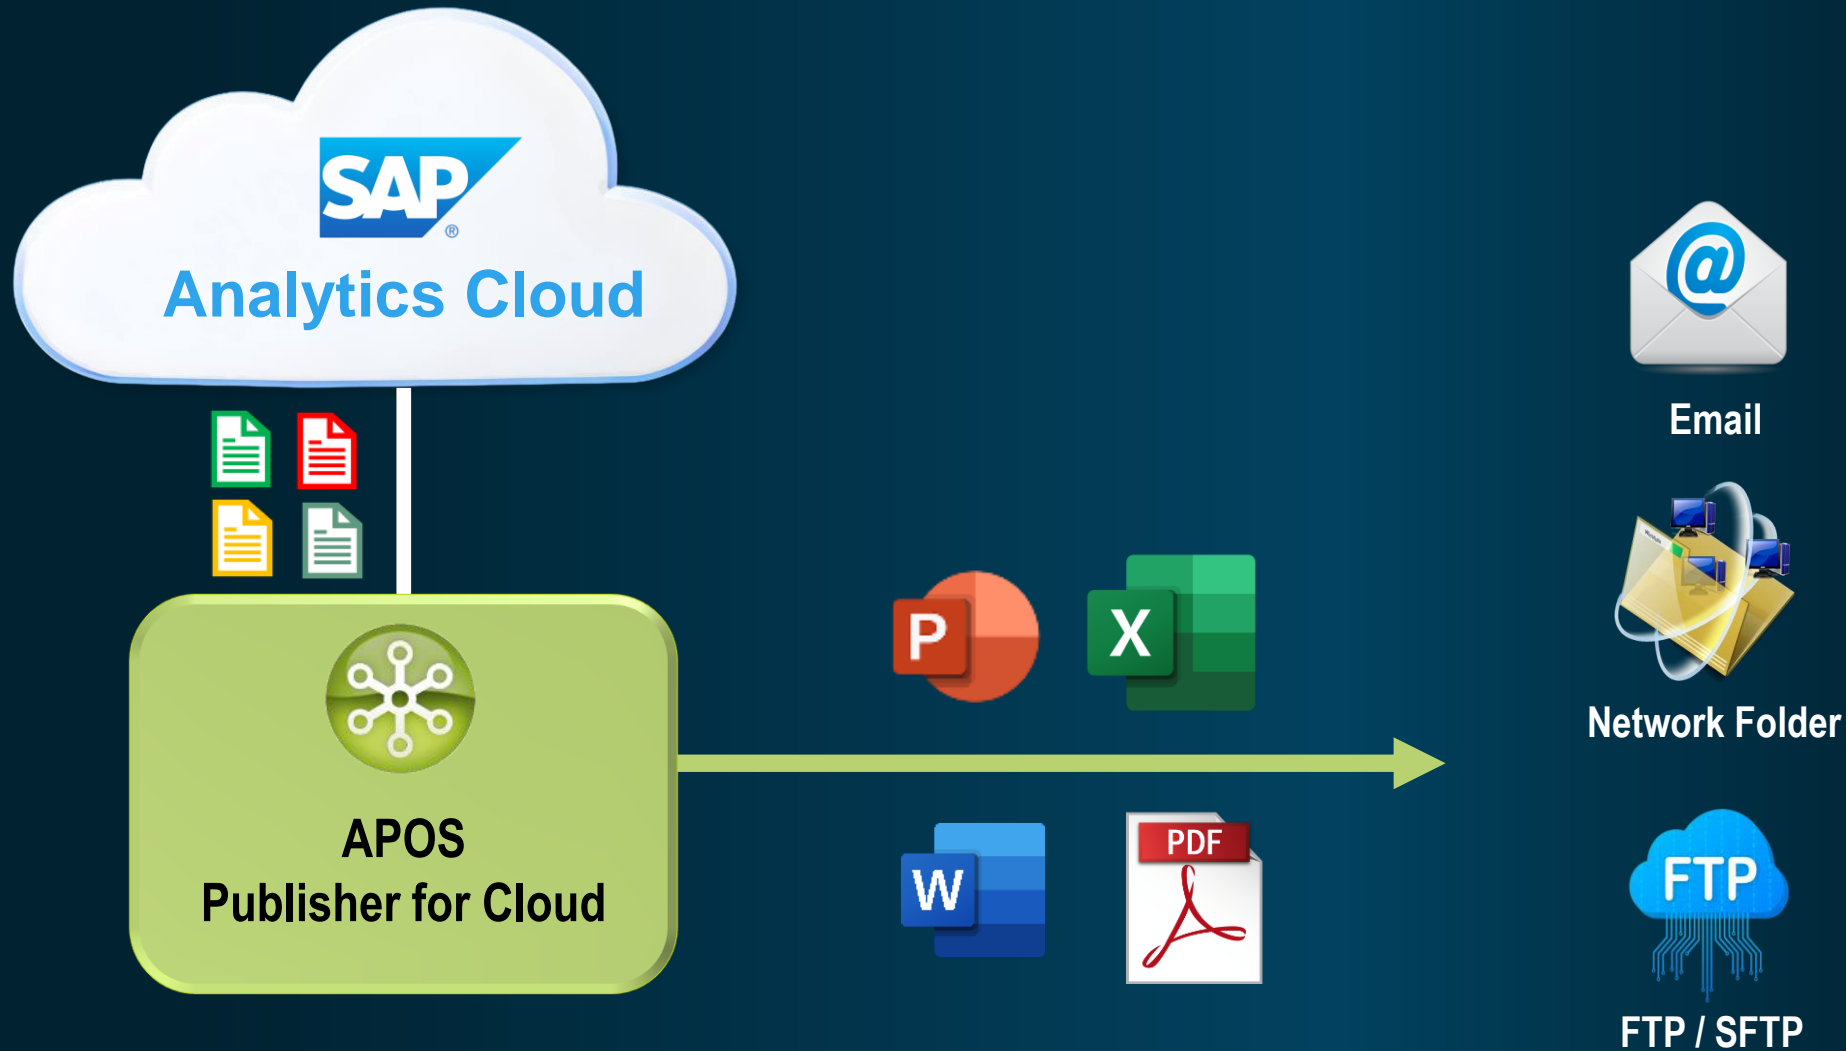 SAP
®
Analytics Cloud
@
Email
Network Folder
P
X
APOS
Publisher for Cloud
W
PDF
FTP
FTP / SFTP